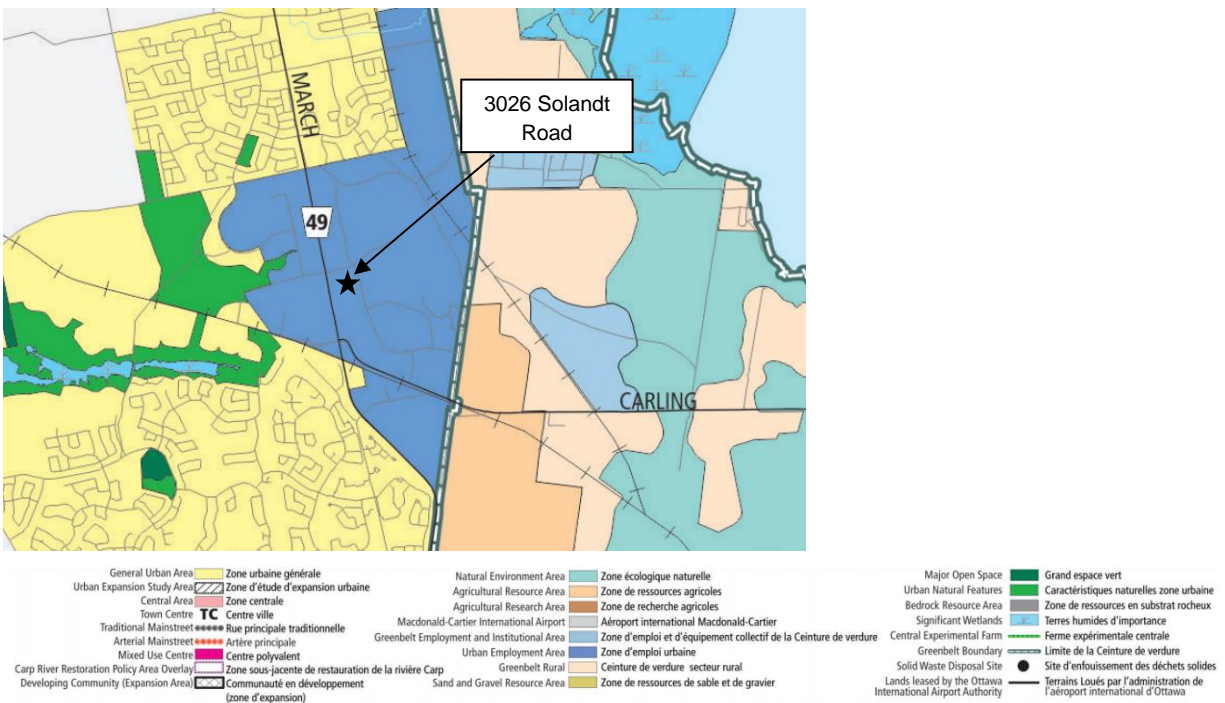 MARCH
3026 Solandt
Road
49
CARLING
General Urban Area Zone urbaine générale
Urban Expansion Study Area Zone d'étude d'expansion urbaine
Central Area Zone centrale
Town Centre TC Centre ville
Traditional Mainstreet Rue principale traditionnelle
Arterial Mainstreet Artère principale
Mixed Use Centre Centre polyvalent
Carp River Restoration Policy Area Overlay Zone sous-jacente de restauration de la rivière Carp
Developing Community (Expansion Area) Communauté en développement
(zone d'expansion)
Natural Environment Area Zone écologique naturelle
Agricultural Resource Area Zone de ressources agricoles
Agricultural Research Area Zone de recherche agricoles
Macdonald-Cartier International Airport Aéroport international Macdonald-Cartier
Greenbelt Employment and Institutional Area Zone d'emploi et d'équipement collectif de la Ceinture de verdure
Urban Employment Area Zone d'emploi urbaine
Greenbelt Rural Ceinture de verdure secteur rural
Sand and Gravel Resource Area Zone de ressources de sable et de gravier
Major Open Space Grand espace vert
Urban Natural Features Caractéristiques naturelles zone urbaine
Bedrock Resource Area Zone de ressources en substrat rocheux
Significant Wetlands Terres humides d'importance
Central Experimental Farm Ferme expérimentale centrale
Greenbelt Boundary Limite de la Ceinture de verdure
Solid Waste Disposal Site Site d'enfouissement des déchets solides
Lands leased by the Ottawa Terrains Loués par l'administration de
International Airport Authority l'aéroport international d'Ottawa